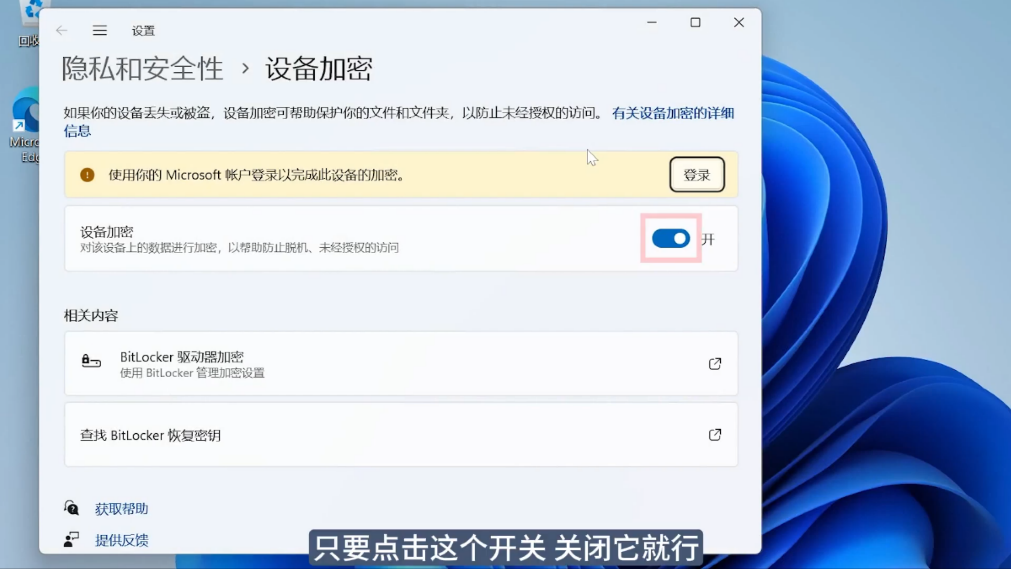 设置
回收
隐私和安全性 › 设备加密
如果你的设备丢失或被盗，设备加密可帮助保护你的文件和文件夹，以防止未经授权的访问。 有关设备加密的详细
信息
Micro
Edg
使用你的 Microsoft 帐户登录以完成此设备的加密。
登录
设备加密
对该设备上的数据进行加密，以帮助防止脱机、未经授权的访问
开
相关内容
BitLocker 驱动器加密
使用 BitLocker 管理加密设置
查找 BitLocker 恢复密钥
获取帮助
提供反馈
只要点击这个开关 关闭它就行